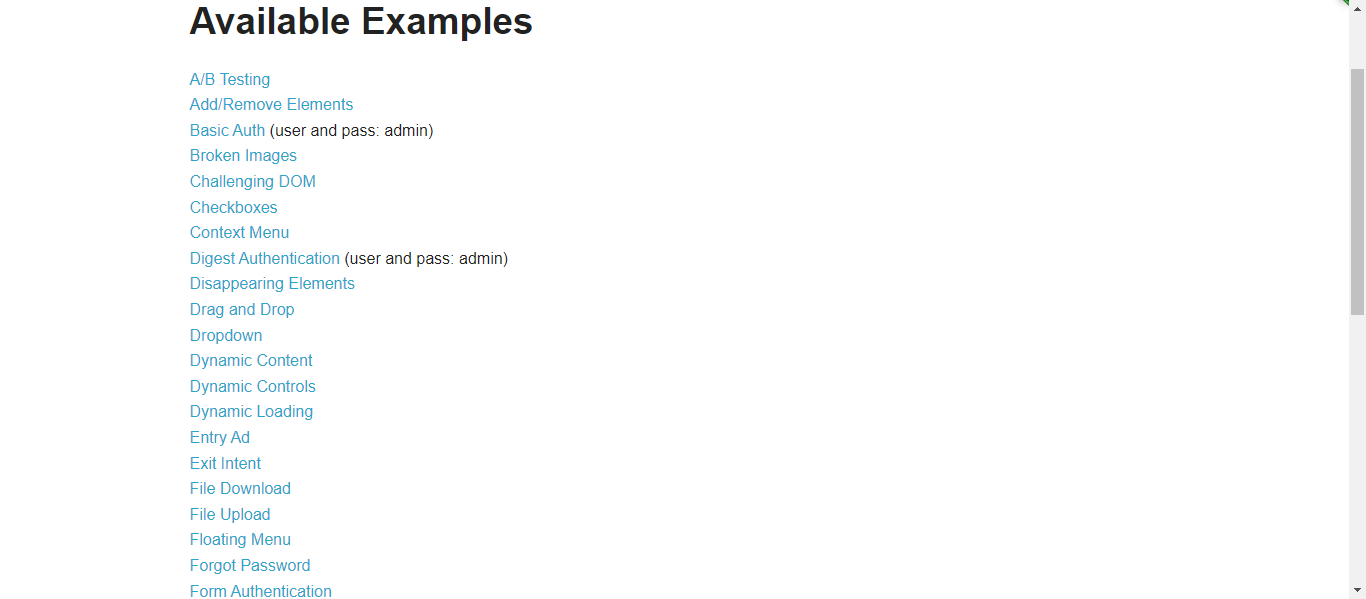 Available Examples
A/B Testing
Add/Remove Elements
Basic Auth (user and pass: admin)
Broken Images
Challenging DOM
Checkboxes
Context Menu
Digest Authentication (user and pass: admin)
Disappearing Elements
Drag and Drop
Dropdown
Dynamic Content
Dynamic Controls
Dynamic Loading
Entry Ad
Exit Intent
File Download
File Upload
Floating Menu
Forgot Password
Form Authentication